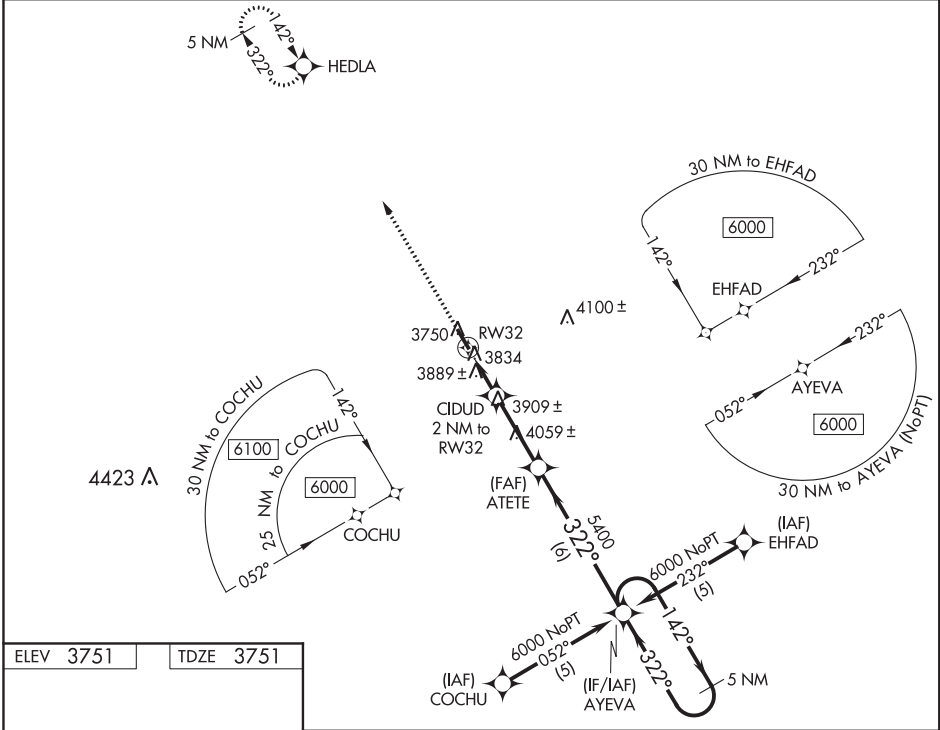 5 NM
142°
322°
HEDLA
30 NM to EHFAD
6000
142°
232°
EHFAD
4100 ±
3750
RW32
3834
3889 ±
232°
AYEVA
052°
6000
30 NM to AYEVA (NoPT)
CIDUD
2 NM to
RW32
3909 ±
4059 ±
30 NM to COCHU
142°
6100
25 NM to COCHU
6000
4423
COCHU
052°
(FAF)
ATETE
5400
322°
(6)
(IAF)
EHFAD
6000 NoPT
232°
(5)
6000 NoPT
052°
(5)
142°
322°
5 NM
(IF/IAF)
AYEVA
(IAF)
COCHU
ELEV 3751
TDZE 3751